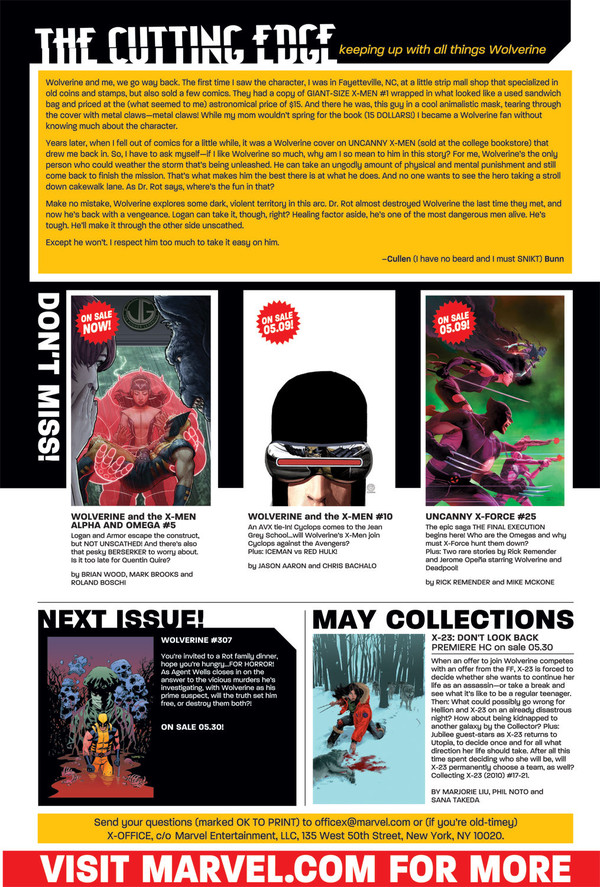 THE CUTTING EDGE
keeping up with all things Wolverine
Wolverine and me, we go way back. The first time I saw the character, I was in Fayetteville, NC, at a little strip mall shop that specialized in
old coins and stamps, but also sold a few comics. They had a copy of GIANT-SIZE X-MEN #1 wrapped in what looked like a used sandwich
bag and priced at the (what seemed to me) astronomical price of $15. And there he was, this guy in a cool animalistic mask, tearing through
the cover with metal claws—metal claws! While my mom wouldn't spring for the book (15 DOLLARS!) I became a Wolverine fan without
knowing much about the character.
Years later, when I fell out of comics for a little while, it was a Wolverine cover on UNCANNY X-MEN (sold at the college bookstore) that
drew me back in. So, I have to ask myself—if I like Wolverine so much, why am I so mean to him in this story? For me, Wolverine's the only
person who could weather the storm that's being unleashed. He can take an ungodly amount of physical and mental punishment and still
come back to finish the mission. That's what makes him the best there is at what he does. And no one wants to see the hero taking a stroll
down cakewalk lane. As Dr. Rot says, where's the fun in that?
Make no mistake, Wolverine explores some dark, violent territory in this arc. Dr. Rot almost destroyed Wolverine the last time they met, and
now he's back with a vengeance. Logan can take it, though, right? Healing factor aside, he's one of the most dangerous men alive. He's
tough. He'll make it through the other side unscathed.
Except he won't. I respect him too much to take it easy on him.
—Cullen (I have no beard and I must SNIKT) Bunn
DON'T MISS!
ON SALE
NOW!
JG
WOLVERINE and the X-MEN
ALPHA AND OMEGA #5
Logan and Armor escape the construct,
but NOT UNSCATHED! And there's also
that pesky BERSERKER to worry about.
Is it too late for Quentin Quire?
by BRIAN WOOD, MARK BROOKS and
ROLAND BOSCHI
ON SALE
05.09!
WOLVERINE and the X-MEN #10
An AVX tie-in! Cyclops comes to the Jean
Grey School...will Wolverine's X-Men join
Cyclops against the Avengers?
Plus: ICEMAN vs RED HULK!
by JASON AARON and CHRIS BACHALO
ON SALE
05.09!
UNCANNY X-FORCE #25
The epic saga THE FINAL EXECUTION
begins here! Who are the Omegas and why
must X-Force hunt them down?
Plus: Two rare stories by Rick Remender
and Jerome Opeña starring Wolverine and
Deadpool!
by RICK REMENDER and MIKE MCKONE
NEXT ISSUE!
WOLVERINE #307
You're invited to a Rot family dinner,
hope you're hungry...FOR HORROR!
As Agent Wells closes in on the
answer to the vicious murders he's
investigating, with Wolverine as his
prime suspect, will the truth set him
free, or destroy them both?!
ON SALE 05.30!
MAY COLLECTIONS
X-23: DON'T LOOK BACK
PREMIERE HC on sale 05.30
When an offer to join Wolverine competes
with an offer from the FF, X-23 is forced to
decide whether she wants to continue her
life as an assassin—or take a break and
see what it's like to be a regular teenager.
Then: What could possibly go wrong for
Hellion and X-23 on an already disastrous
night? How about being kidnapped to
another galaxy by the Collector? Plus:
Jubilee guest-stars as X-23 returns to
Utopia, to decide once and for all what
direction her life should take. After all this
time spent deciding who she will be, will
X-23 permanently choose a team, as well?
Collecting X-23 (2010) #17-21.
BY MARJORIE LIU, PHIL NOTO and
SANA TAKEDA
Send your questions (marked OK TO PRINT) to officex@marvel.com or (if you're old-timey)
X-OFFICE, c/o Marvel Entertainment, LLC, 135 West 50th Street, New York, NY 10020.
VISIT MARVEL.COM FOR MORE